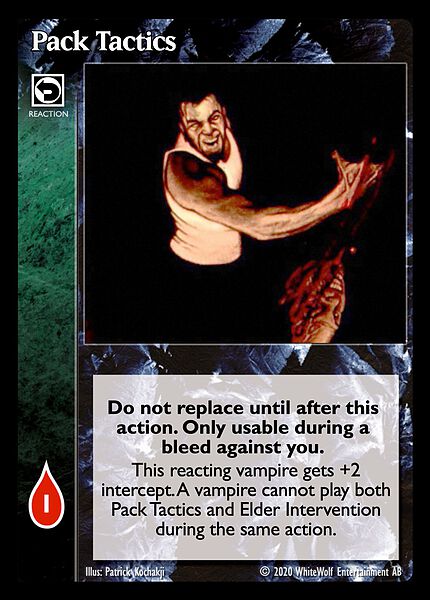 Pack Tactics
REACTION
Do not replace until after this
action. Only usable during a
bleed against you.
This reacting vampire gets +2
intercept. A vampire cannot play both
Pack Tactics and Elder Intervention
during the same action.
1
Illus: Patrick Kochakji © 2020 WhiteWolf Entertainment AB